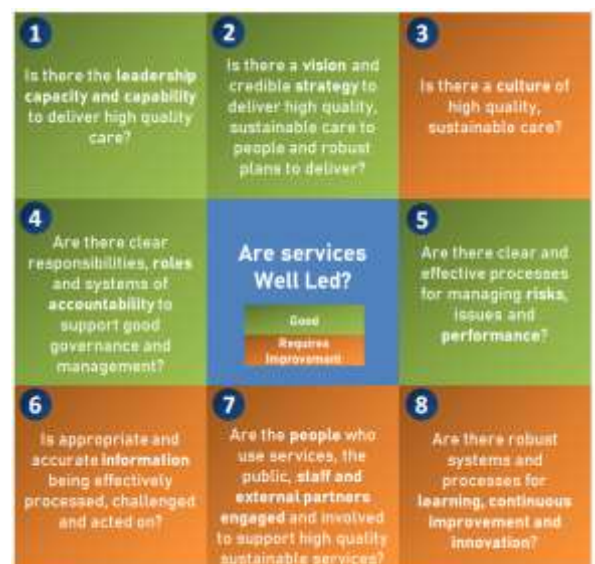 1
Is there the leadership
capacity and capability
to deliver high quality
care?
2
Is there a vision and
credible strategy to
deliver high quality,
sustainable care to
people and robust
plans to deliver?
3
Is there a culture of
high quality,
sustainable care?
4
Are there clear
responsibilities, roles
and systems of
accountability to
support good
governance and
management?
Are services
Well Led?
Good
Requires
Improvement
5
Are there clear and
effective processes
for managing risks,
issues and
performance?
6
Is appropriate and
accurate information
being effectively
processed, challenged
and acted on?
7
Are the people who
use services, the
public, staff and
external partners
engaged and involved
to support high quality
sustainable services?
8
Are there robust
systems and
processes for
learning, continuous
improvement and
innovation?